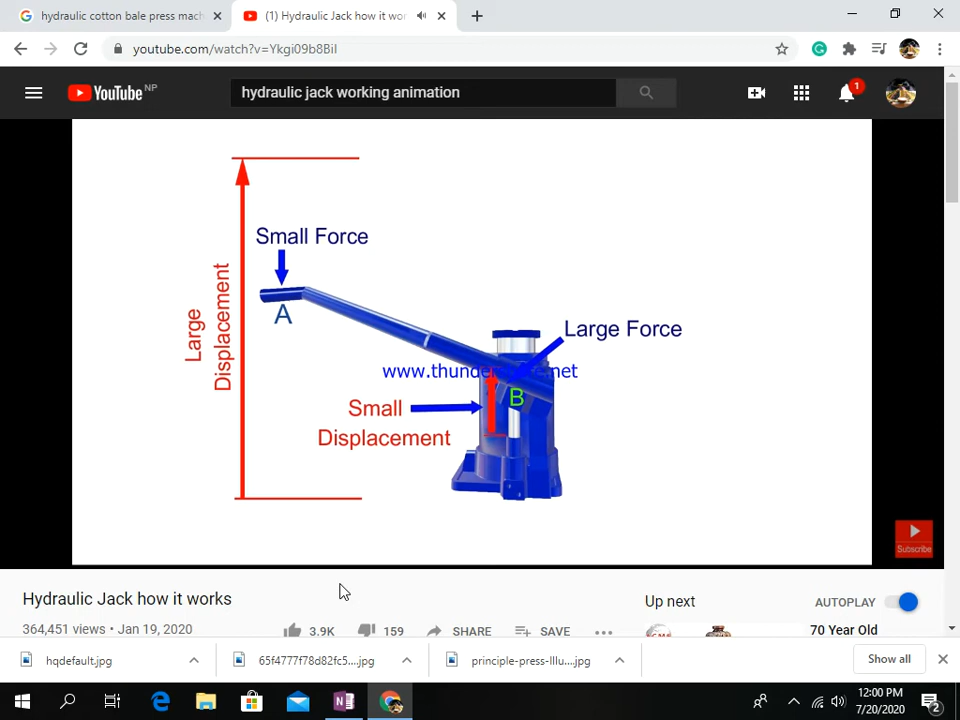 hydraulic cotton bale press mach
(1) Hydraulic Jack how it wor
youtube.com/watch?v=Ykgi09b8BiI
YouTube NP
hydraulic jack working animation
1
Small Force
Large
Displacement
A
Large Force
B
Small
Displacement
Subscribe
Hydraulic Jack how it works
364,451 views • Jan 19, 2020
3.9K
159
SHARE
SAVE
Up next
AUTOPLAY
70 Year Old
hqdefault.jpg
65f4777f78d82fc5....jpg
principle-press-Illu....jpg
Show all
12:00 PM
7/20/2020
2